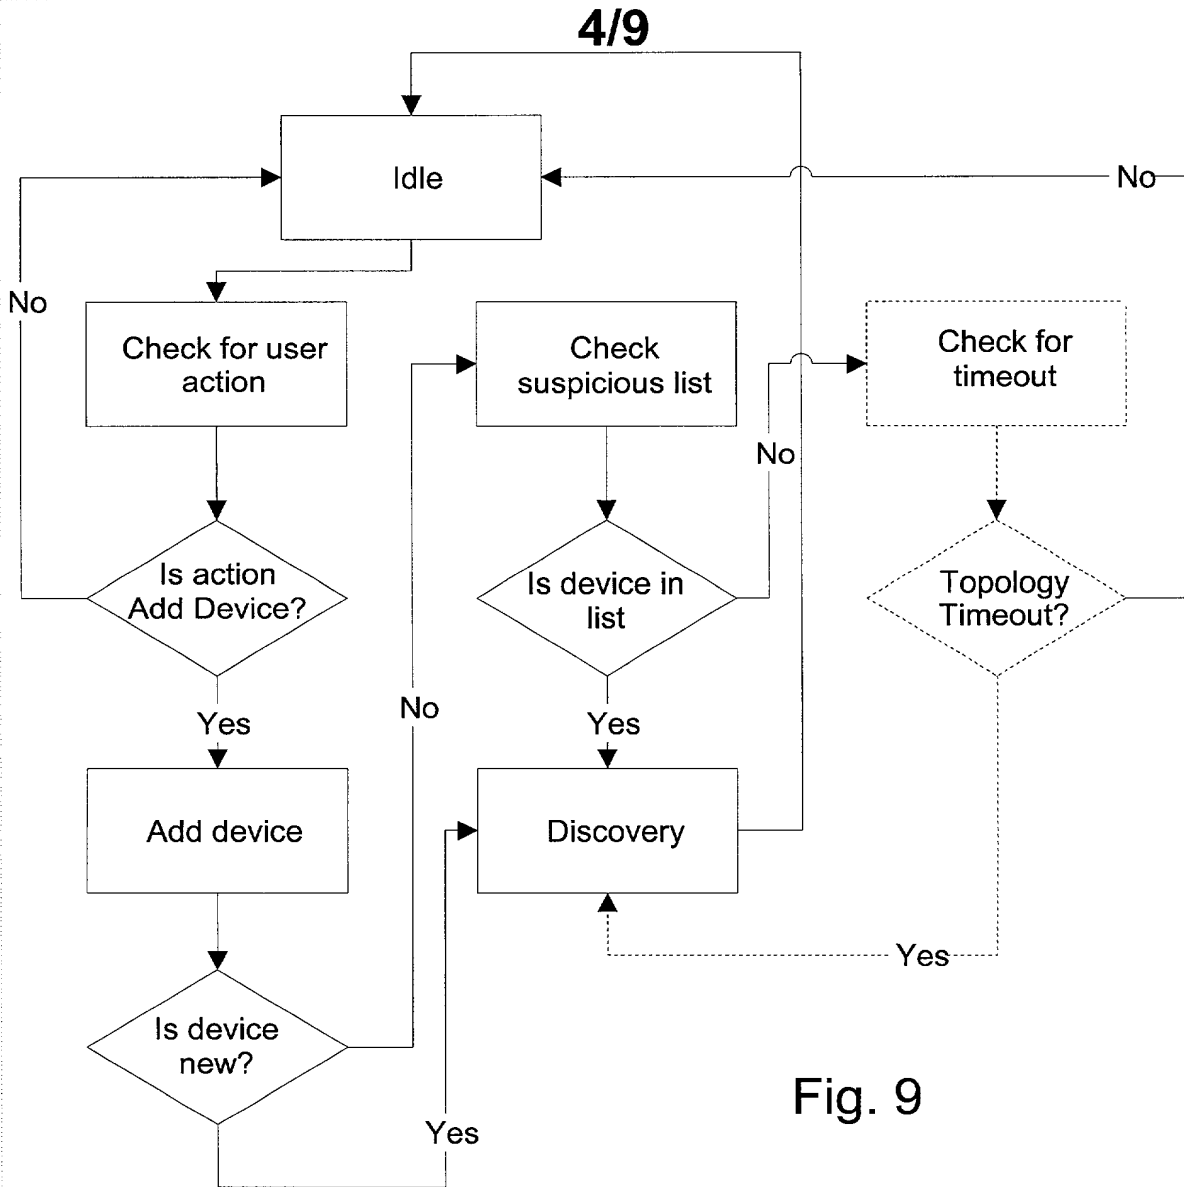 4/9
Idle
No
No
Check for user
action
Check
suspicious list
Check for
timeout
No
Is action
Add Device?
Is device in
list
Topology
Timeout?
Yes
No
Yes
Add device
Discovery
Yes
Is device
new?
Yes
Fig. 9